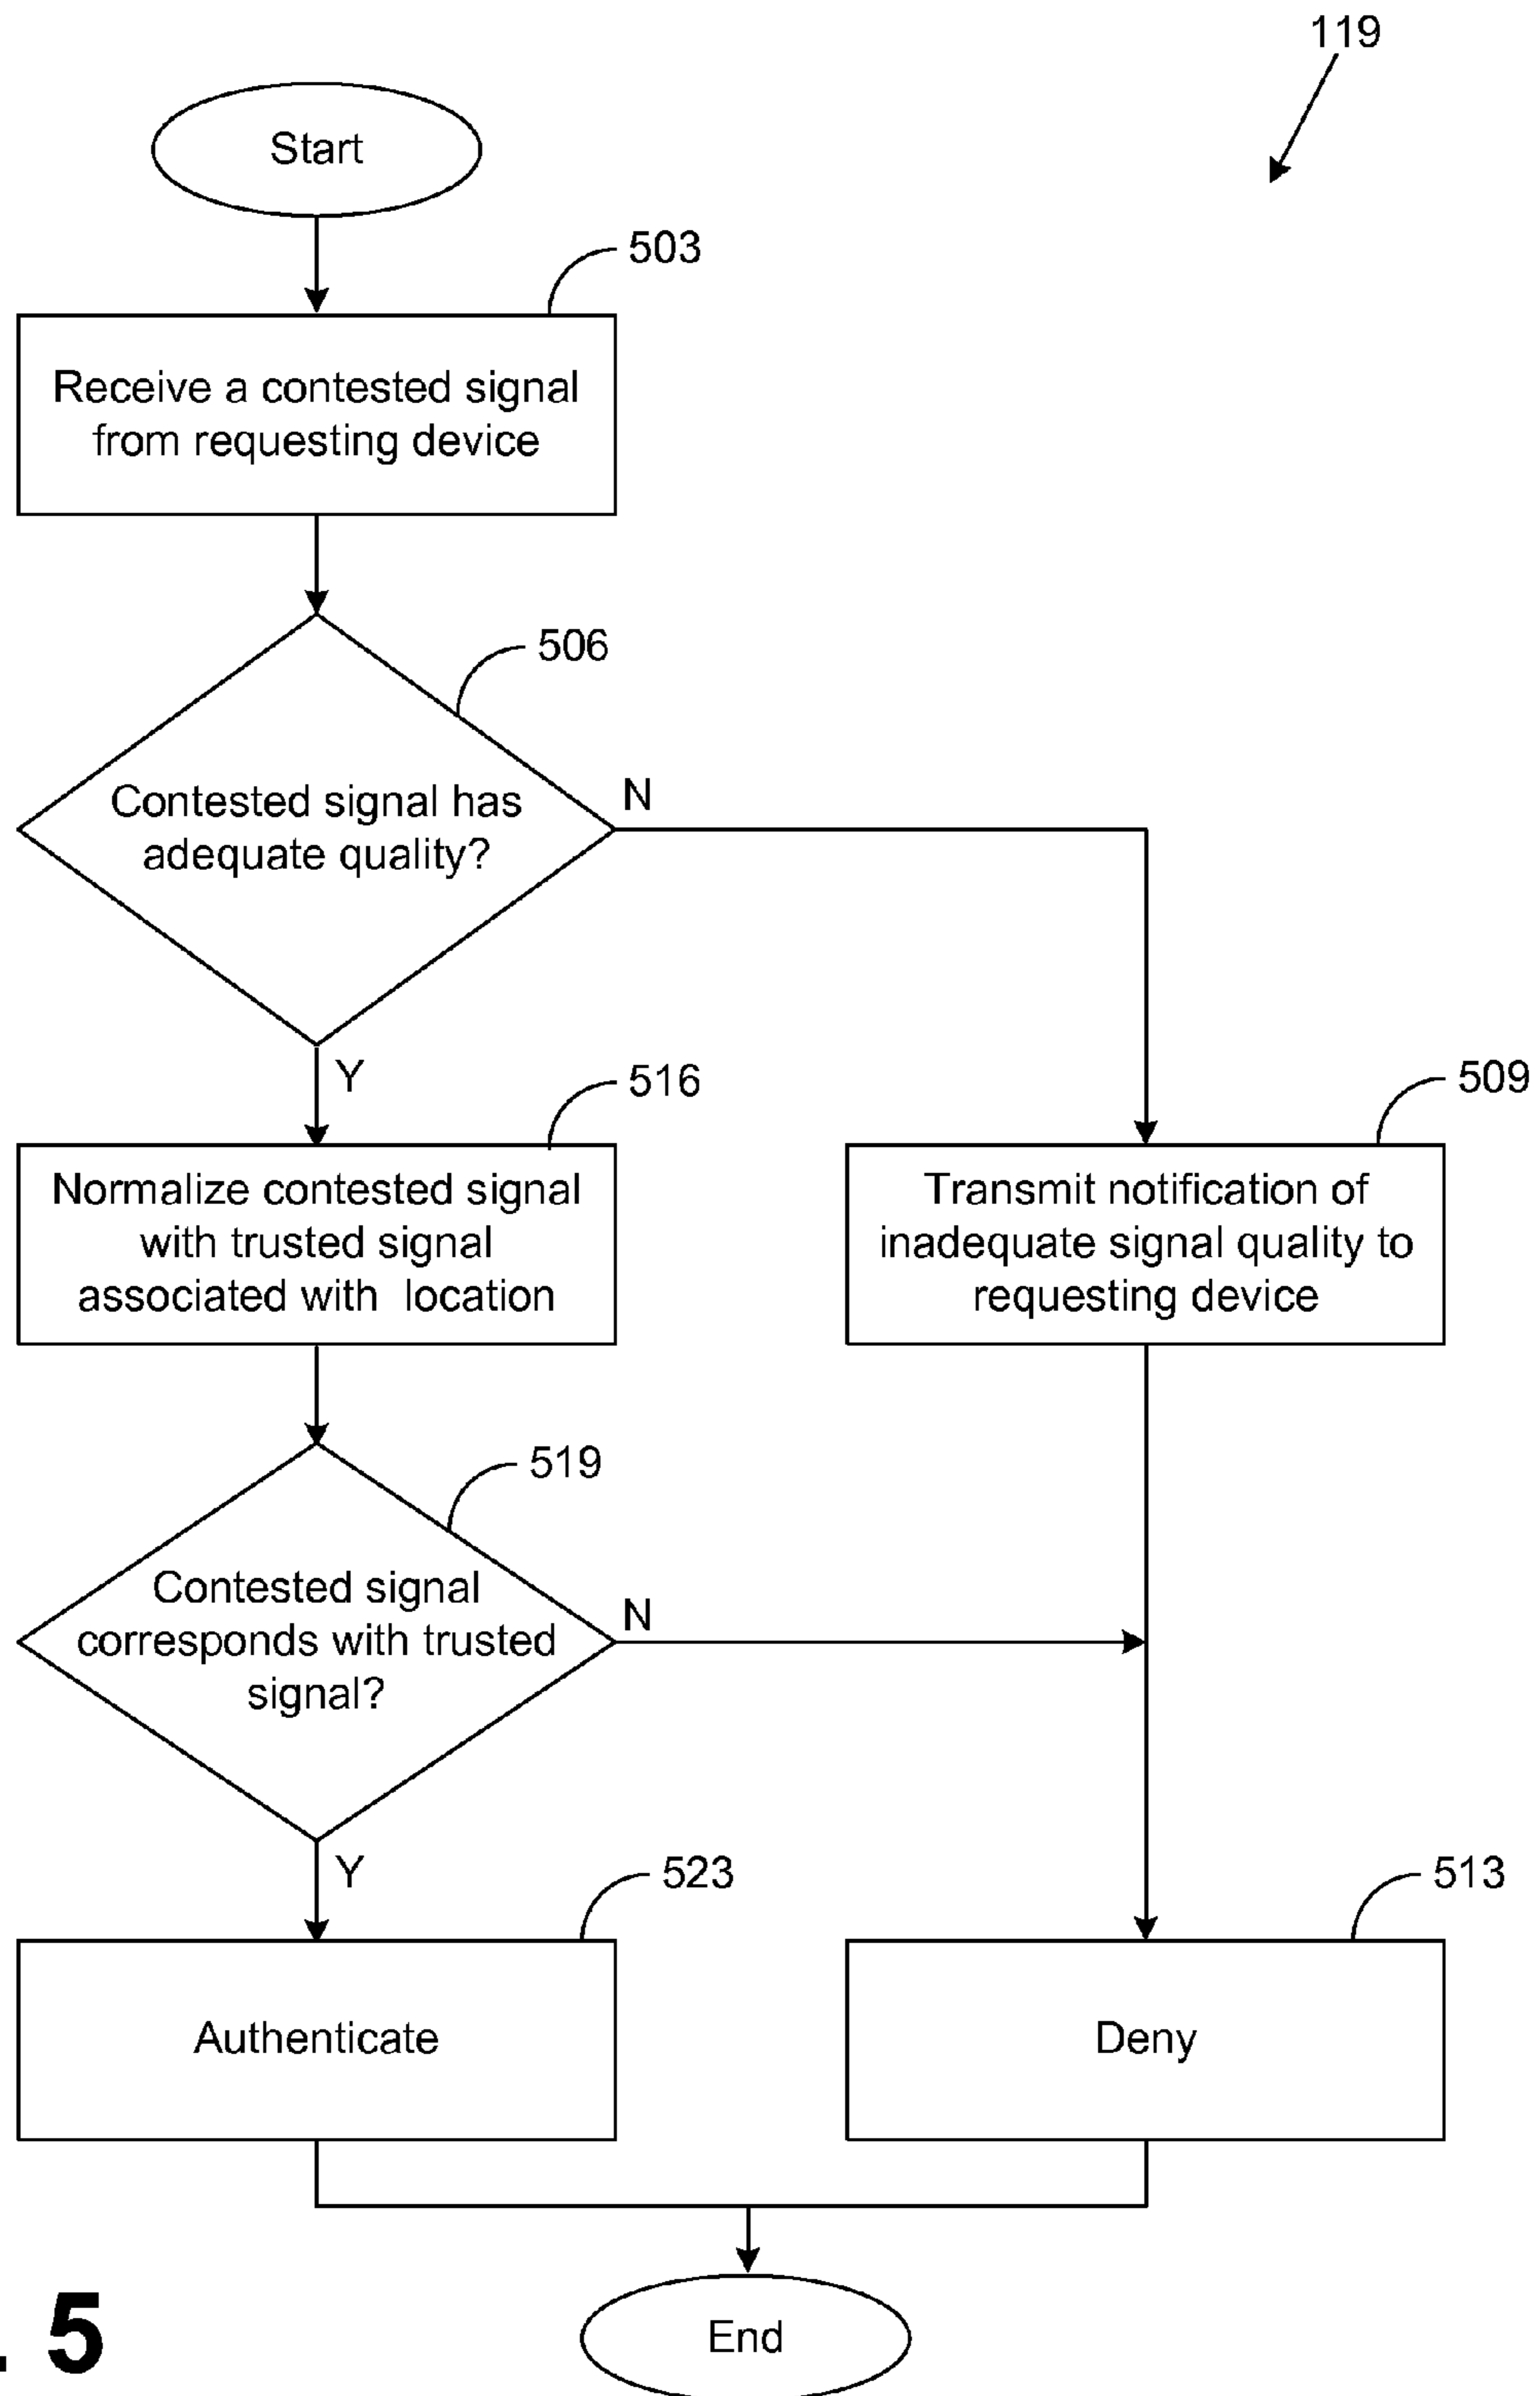 119
Start
503
Receive a contested signal
from requesting device
506
Contested signal has
adequate quality?
N
Y
516
Normalize contested signal
with trusted signal
associated with location
509
Transmit notification of
inadequate signal quality to
requesting device
519
Contested signal
corresponds with trusted
signal?
N
Y
523
Authenticate
513
Deny
End
. 5